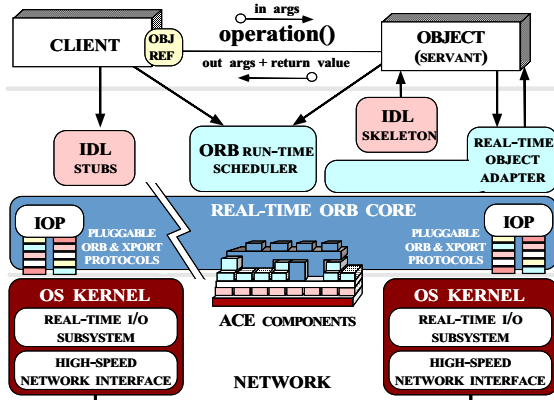 in args
operation()
out args + return value
CLIENT
OBJ
REF
OBJECT
(SERVANT)
IDL
STUBS
ORB RUN-TIME
SCHEDULER
IDL
SKELETON
REAL-TIME
OBJECT
ADAPTER
REAL-TIME ORB CORE
IOP
PLUGGABLE
ORB & XPORT
PROTOCOLS
PLUGGABLE
ORB & XPORT
PROTOCOLS
IOP
OS KERNEL
REAL-TIME I/O
SUBSYSTEM
HIGH-SPEED
NETWORK INTERFACE
ACE COMPONENTS
NETWORK
OS KERNEL
REAL-TIME I/O
SUBSYSTEM
HIGH-SPEED
NETWORK INTERFACE